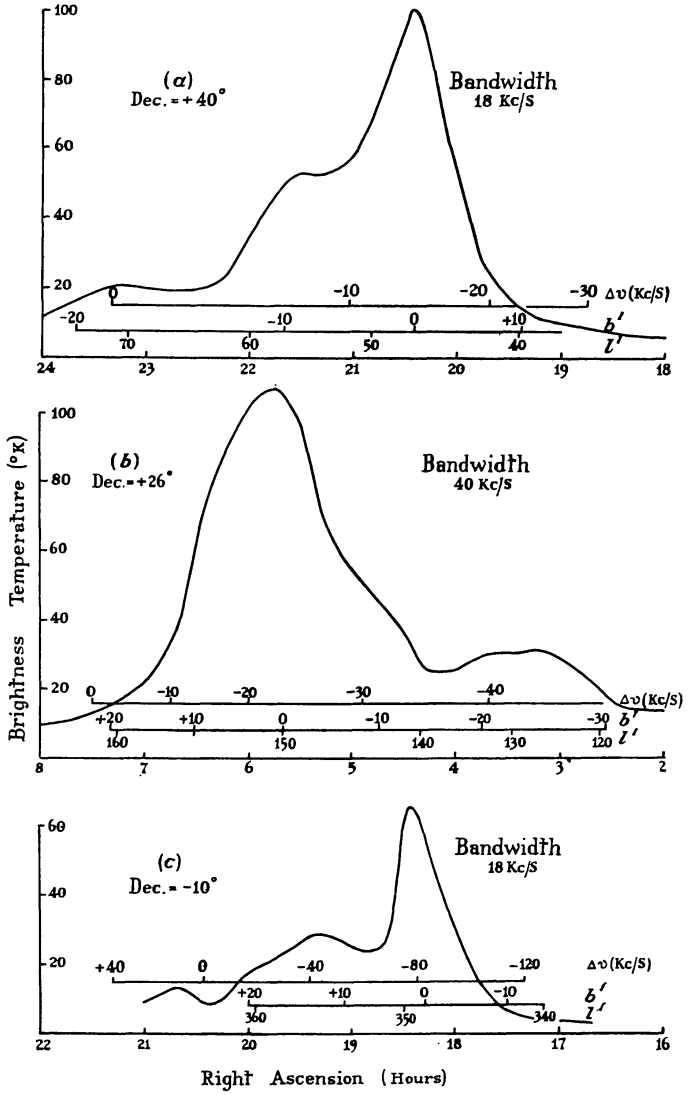 100
80
60
40
20
(a)
Dec. = +40°
Bandwidth
18 Kc/S
0 -10 -20 -30 Δυ (Kc/S)
-20 -10 0 +10 b'
70 60 50 40 l'
24 23 22 21 20 19 18
Brightness Temperature (°K)
100
80
60
40
20
(b)
Dec. = +26°
Bandwidth
40 Kc/S
0 -10 -20 -30 -40 Δυ (Kc/S)
+20 +10 0 -10 -20 -30 b'
160 150 140 130 120 l'
8 7 6 5 4 3 2
60
40
20
(c)
Dec. = -10°
Bandwidth
18 Kc/S
+40 0 -40 -80 -120 Δυ (Kc/S)
+20 +10 0 -10 b'
360 350 340 l'
22 21 20 19 18 17 16
Right Ascension (Hours)